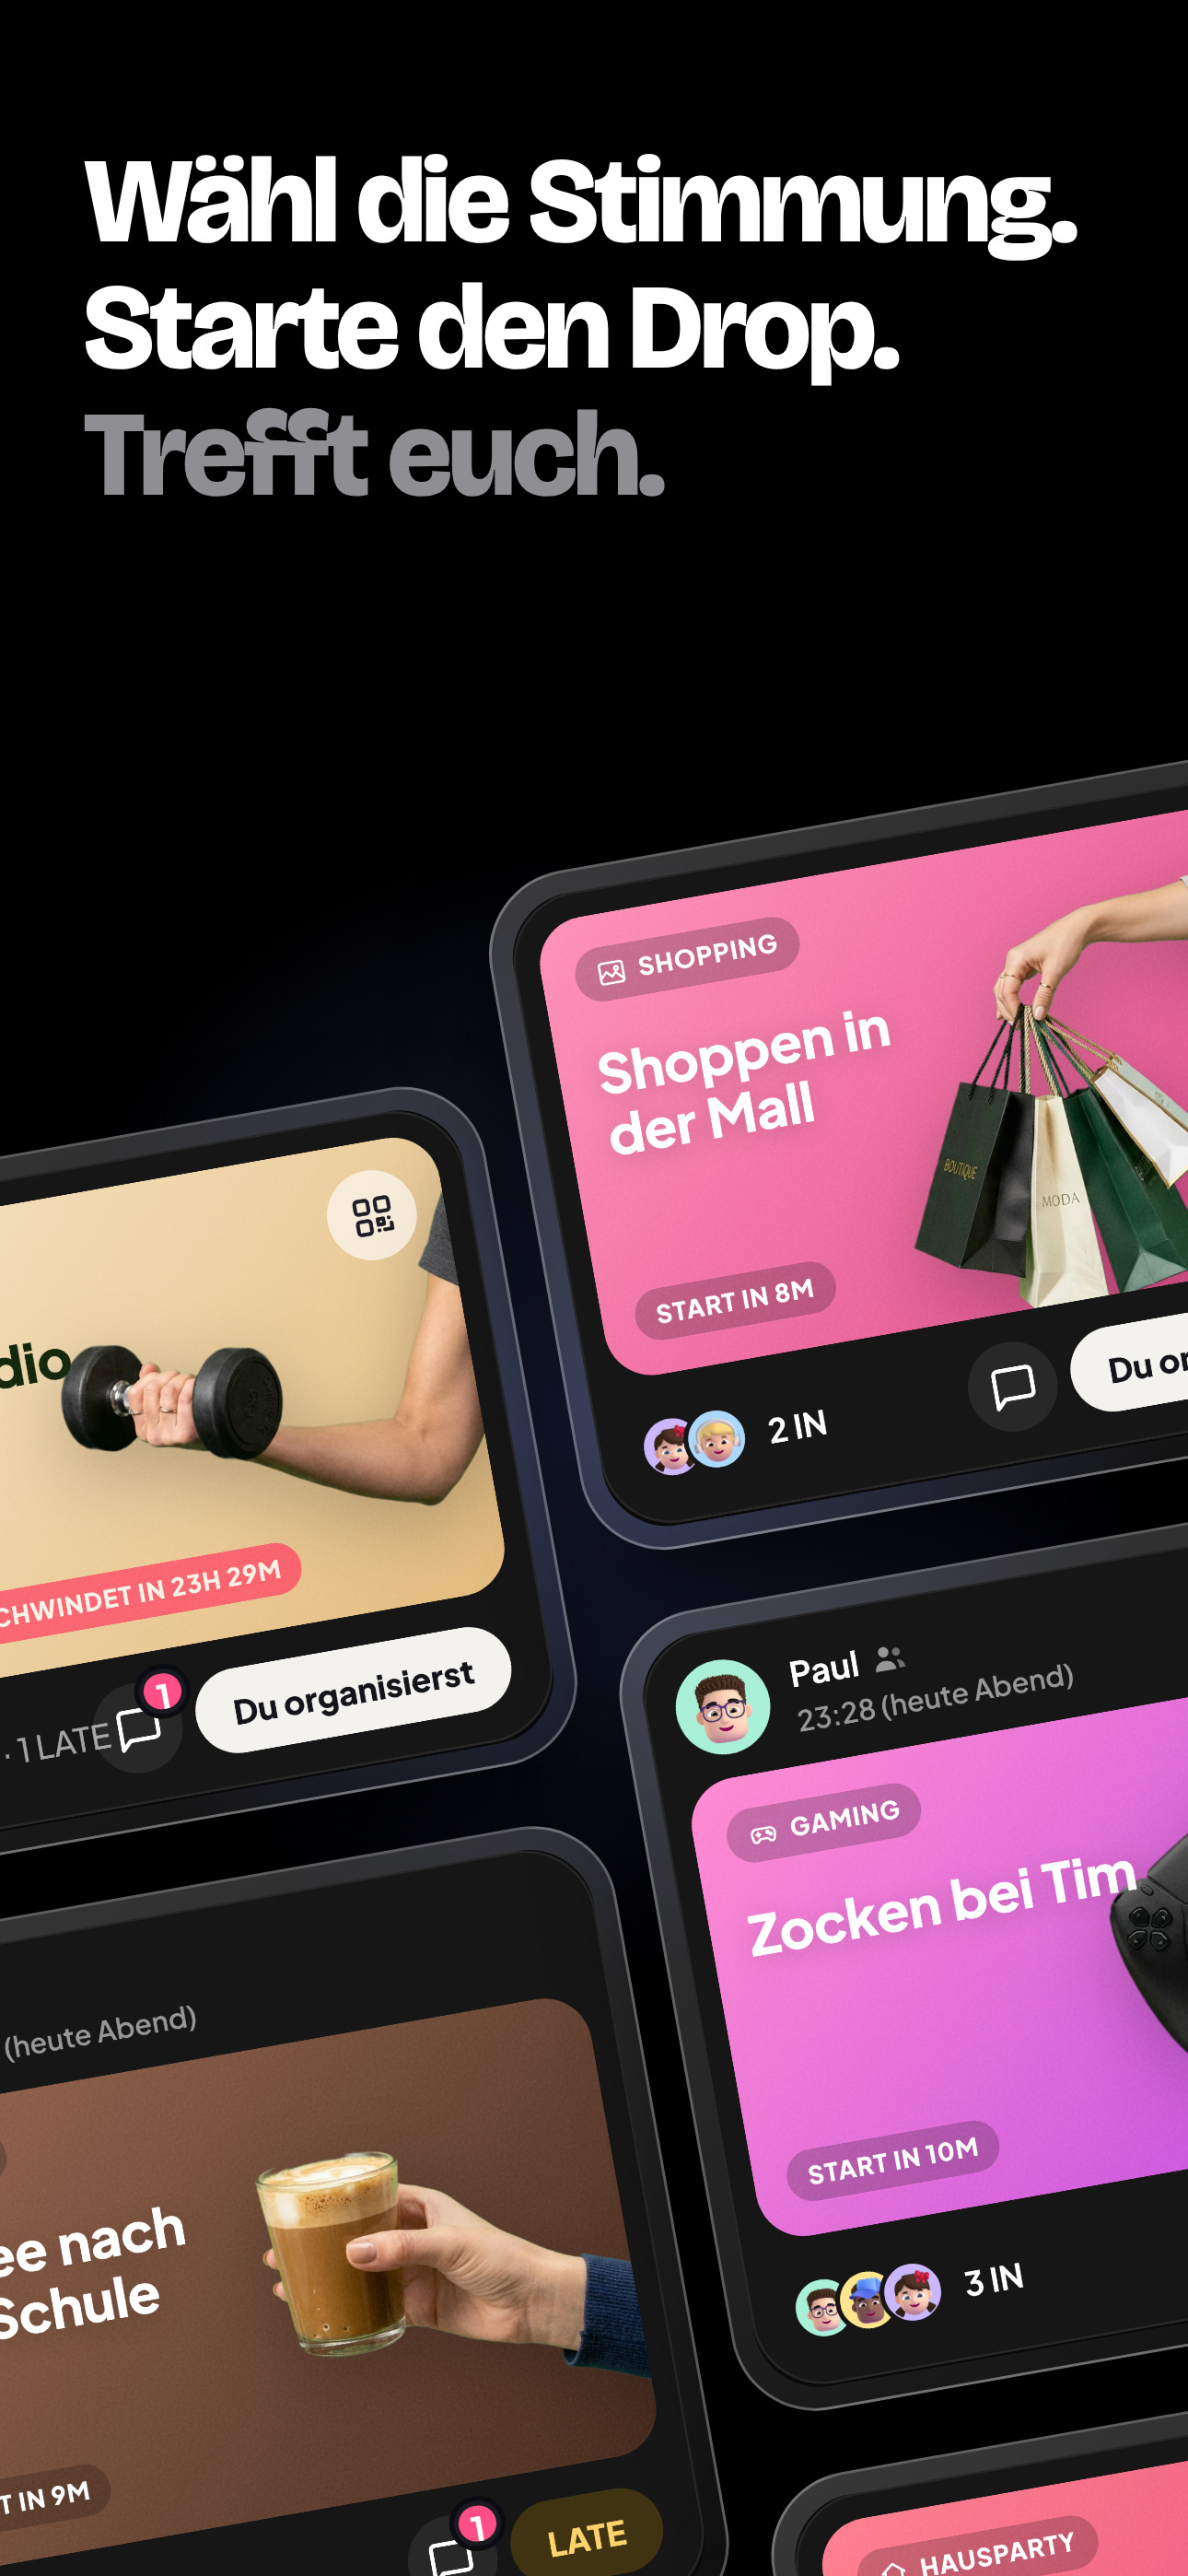 Wähl die Stimmung.
Starte den Drop.
Trefft euch.
SHOPPING
Shoppen in
der Mall
BOUTIQUE
MODA
START IN 8M
2 IN
Du or
dio
CHWINDET IN 23H 29M
· 1 LATE
1
Du organisierst
Paul
23:28 (heute Abend)
GAMING
Zocken bei Tim
START IN 10M
3 IN
(heute Abend)
ee nach
Schule
T IN 9M
1
LATE
HAUSPARTY